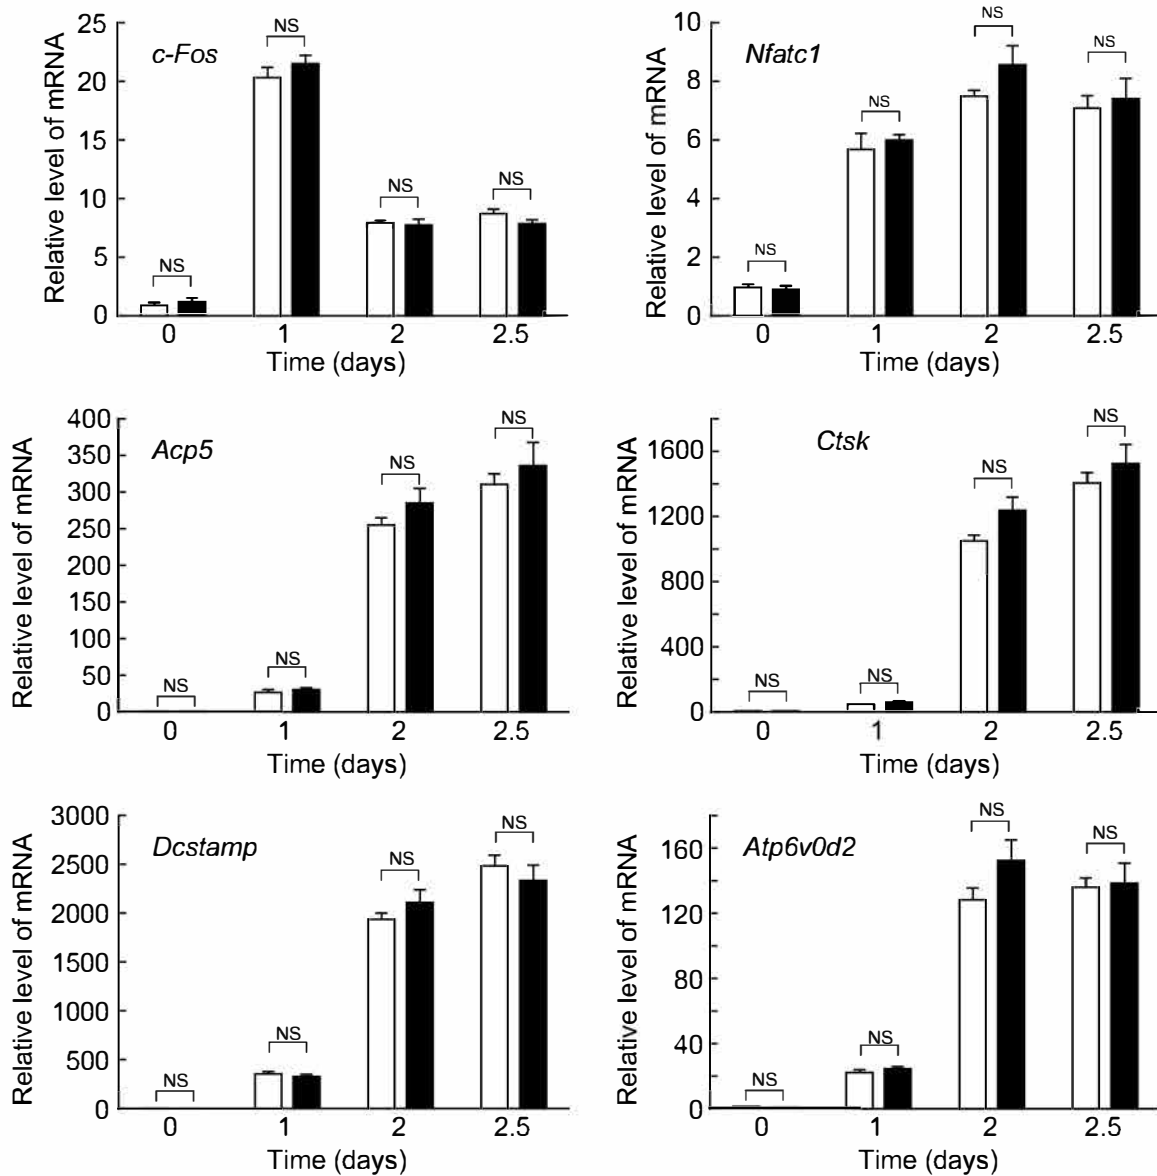 c-Fos
Relative level of mRNA
25
20
15
10
5
0
NS
NS
NS
NS
0
1
2
2.5
Time (days)
Nfatc1
Relative level of mRNA
10
8
6
4
2
0
NS
NS
NS
NS
0
1
2
2.5
Time (days)
Acp5
Relative level of mRNA
400
350
300
250
200
150
100
50
0
NS
NS
NS
NS
0
1
2
2.5
Time (days)
Ctsk
Relative level of mRNA
1600
1200
800
400
0
NS
NS
NS
NS
0
1
2
2.5
Time (days)
Dcstamp
Relative level of mRNA
3000
2500
2000
1500
1000
500
0
NS
NS
NS
NS
0
1
2
2.5
Time (days)
Atp6v0d2
Relative level of mRNA
160
120
80
40
0
NS
NS
NS
NS
0
1
2
2.5
Time (days)